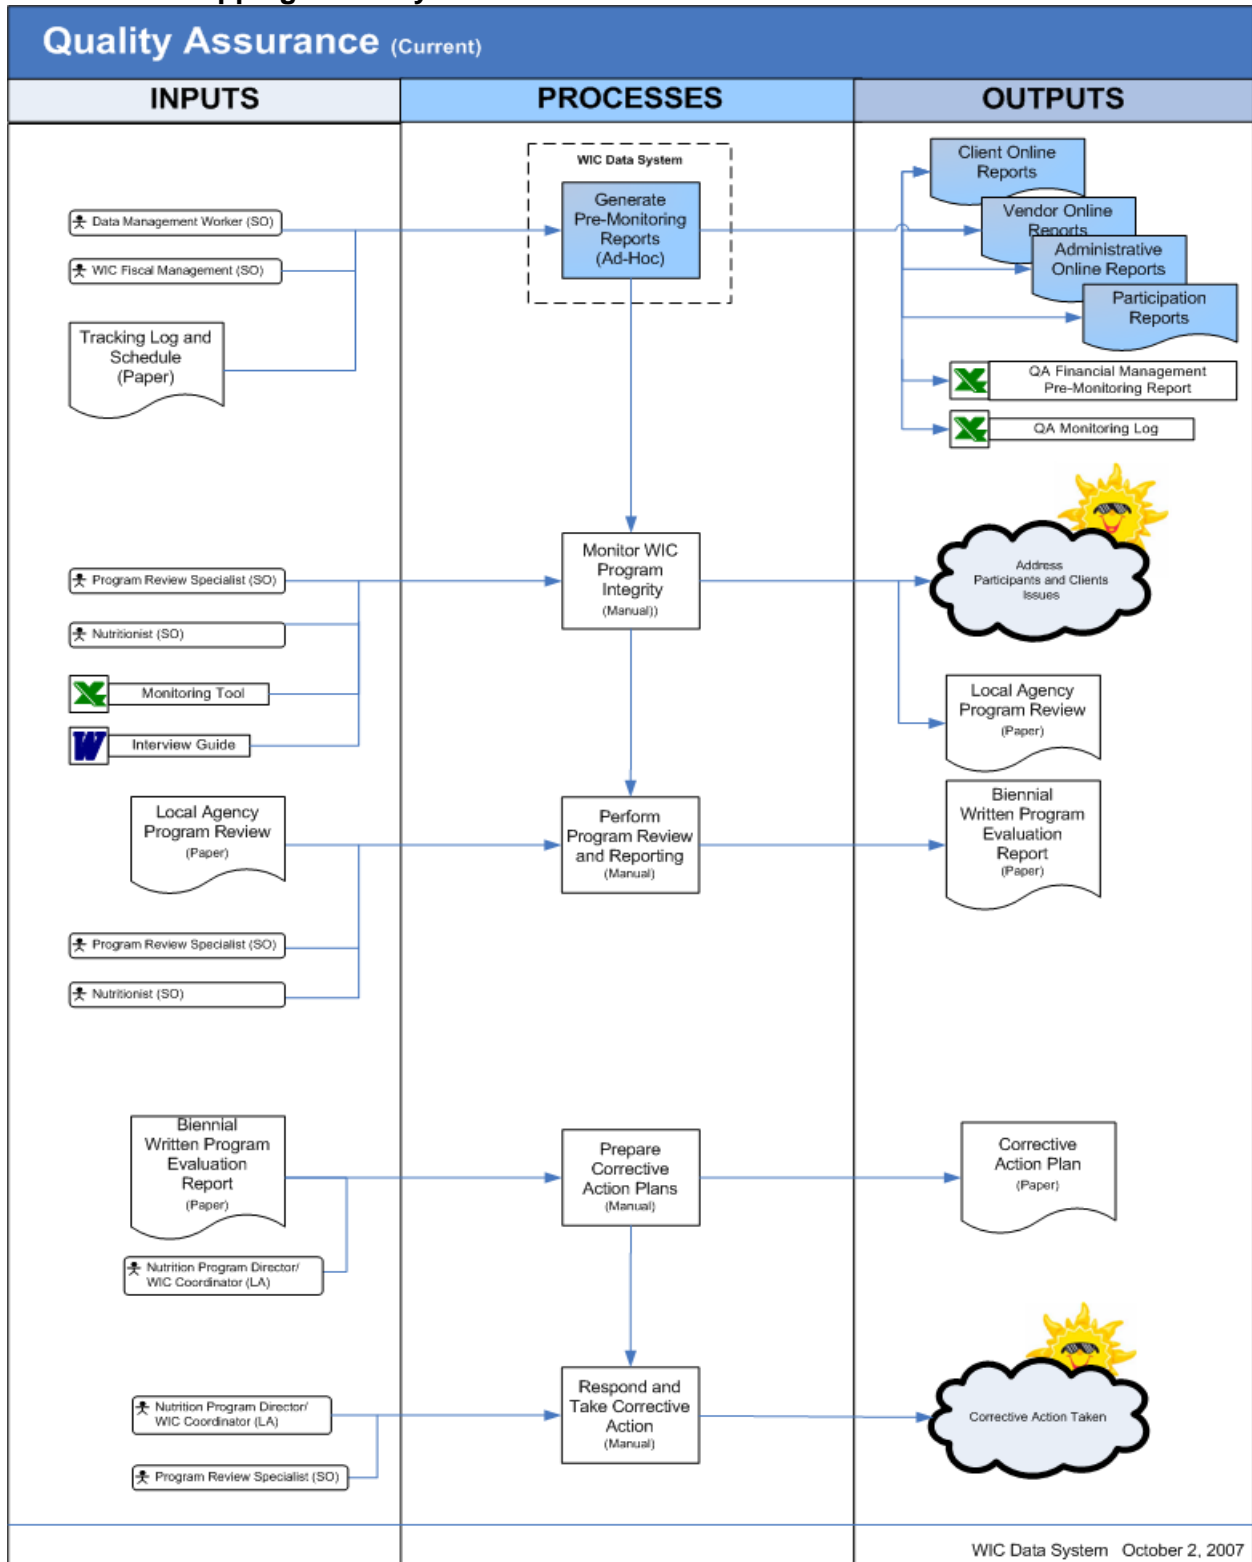 Quality Assurance (Current)
INPUTS
PROCESSES
OUTPUTS
Data Management Worker (SO)
WIC Fiscal Management (SO)
Tracking Log and
Schedule
(Paper)
WIC Data System
Generate
Pre-Monitoring
Reports
(Ad-Hoc)
Client Online
Reports
Vendor Online
Reports
Administrative
Online Reports
Participation
Reports
QA Financial Management
Pre-Monitoring Report
QA Monitoring Log
Program Review Specialist (SO)
Nutritionist (SO)
Monitoring Tool
W
Interview Guide
Monitor WIC
Program
Integrity
(Manual))
Address
Participants and Clients
Issues
Local Agency
Program Review
(Paper)
Local Agency
Program Review
(Paper)
Program Review Specialist (SO)
Nutritionist (SO)
Perform
Program Review
and Reporting
(Manual)
Biennial
Written Program
Evaluation
Report
(Paper)
Biennial
Written Program
Evaluation
Report
(Paper)
Nutrition Program Director/
WIC Coordinator (LA)
Prepare
Corrective
Action Plans
(Manual)
Corrective
Action Plan
(Paper)
Nutrition Program Director/
WIC Coordinator (LA)
Program Review Specialist (SO)
Respond and
Take Corrective
Action
(Manual)
Corrective Action Taken
WIC Data System October 2, 2007